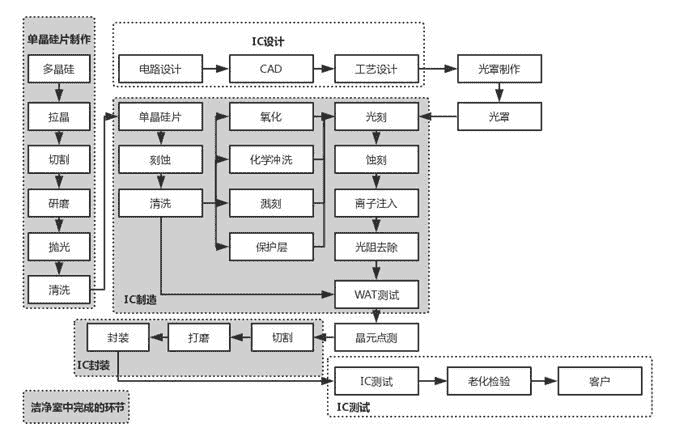 单晶硅片制作
多晶硅
拉晶
切割
研磨
抛光
清洗
IC设计
电路设计
CAD
工艺设计
光罩制作
光罩
单晶硅片
刻蚀
清洗
氧化
化学冲洗
溅刻
保护层
光刻
蚀刻
离子注入
光阻去除
WAT测试
IC制造
晶元点测
切割
打磨
封装
IC封装
IC测试
老化检验
客户
IC测试
洁净室中完成的环节